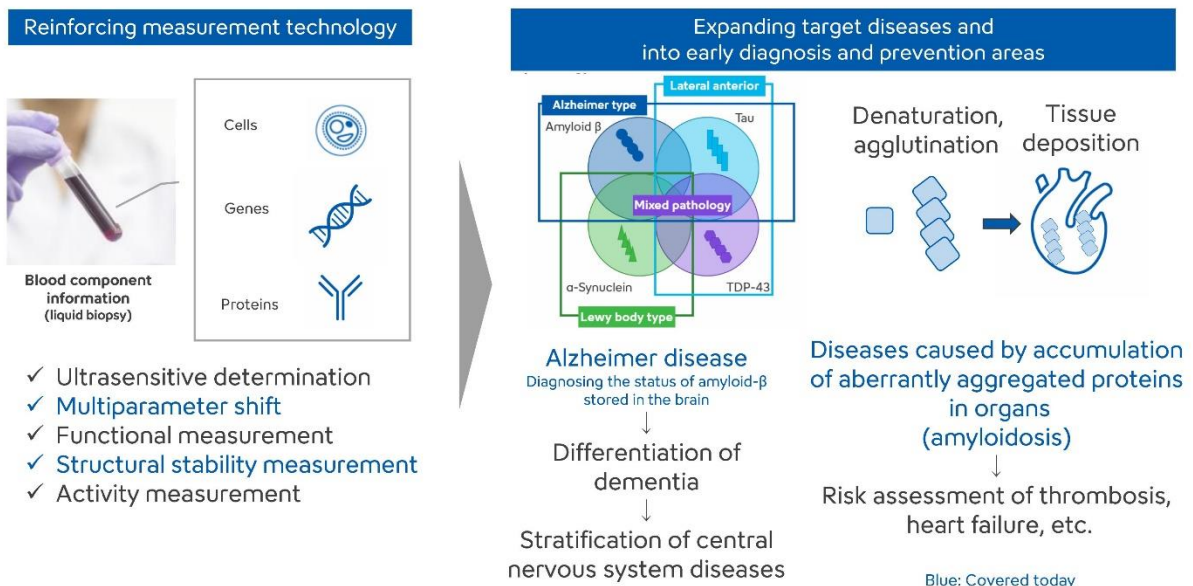 Reinforcing measurement technology
Blood component
information
(liquid biopsy)
Cells
Genes
Proteins
✓ Ultrasensitive determination
✓ Multiparameter shift
✓ Functional measurement
✓ Structural stability measurement
✓ Activity measurement
Expanding target diseases and
into early diagnosis and prevention areas
Lateral anterior
Alzheimer type
Amyloid β
Tau
Mixed pathology
α-Synuclein
TDP-43
Lewy body type
Alzheimer disease
Diagnosing the status of amyloid-β
stored in the brain
↓
Differentiation of
dementia
↓
Stratification of central
nervous system diseases
Denaturation,
agglutination
Tissue
deposition
Diseases caused by accumulation
of aberrantly aggregated proteins
in organs
(amyloidosis)
↓
Risk assessment of thrombosis,
heart failure, etc.
Blue: Covered today